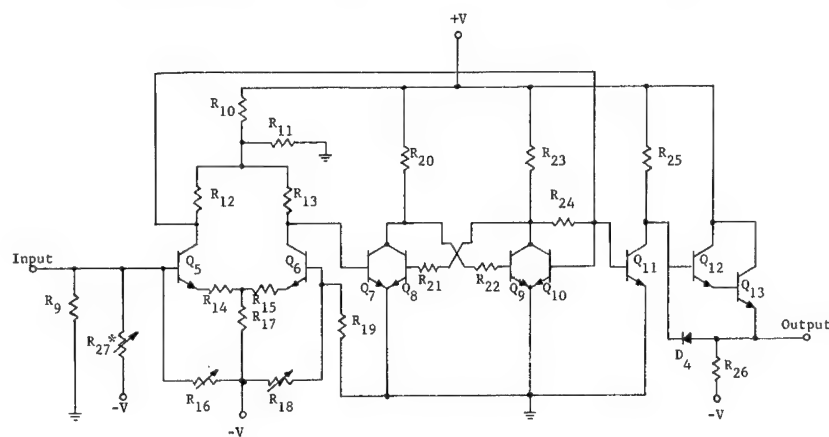 +V
R10
R11
R20
R23
R25
R12
R13
R24
Input
Q5
Q6
Q7
Q8
R21
R22
Q9
Q10
Q11
Q12
Q13
R14
R15
R17
R9
R27*
R19
Output
D4
R26
R16
R18
-V
-V
-V